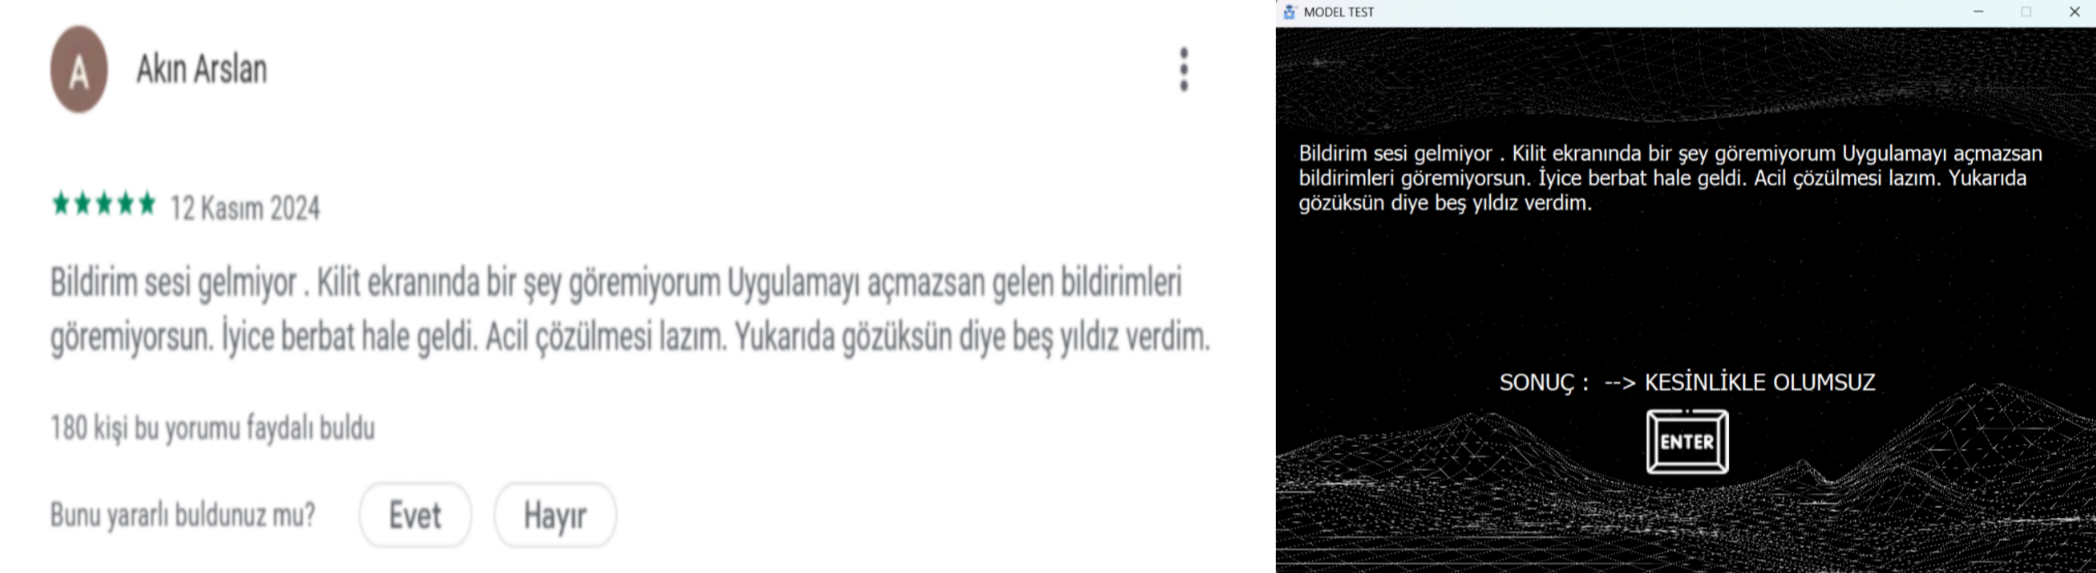 A
Akın Arslan
12 Kasım 2024
Bildirim sesi gelmiyor . Kilit ekranında bir şey göremiyorum Uygulamayı açmazsan gelen bildirimleri
göremiyorsun. İyice berbat hale geldi. Acil çözülmesi lazım. Yukarıda gözüksün diye beş yıldız verdim.
180 kişi bu yorumu faydalı buldu
Bunu yararlı buldunuz mu? Evet Hayır
MODEL TEST
Bildirim sesi gelmiyor . Kilit ekranında bir şey göremiyorum Uygulamayı açmazsan
bildirimleri göremiyorsun. İyice berbat hale geldi. Acil çözülmesi lazım. Yukarıda
gözüksün diye beş yıldız verdim.
SONUÇ : --> KESİNLİKLE OLUMSUZ
ENTER